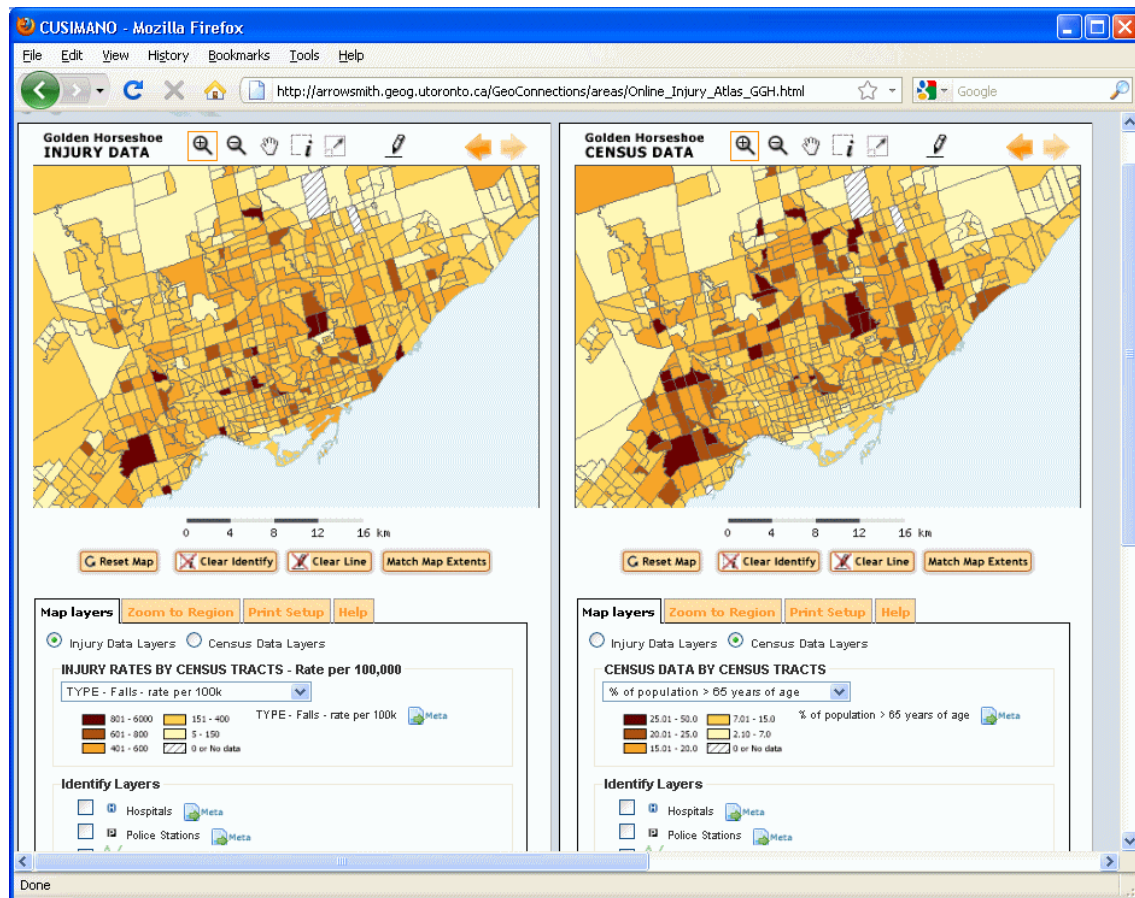 CUSIMANO - Mozilla Firefox
File Edit View History Bookmarks Tools Help
http://arrowsmith.geog.utoronto.ca/GeoConnections/areas/Online_Injury_Atlas_GGH.html
Google
Golden Horseshoe
INJURY DATA
0 4 8 12 16 km
Reset Map Clear Identify Clear Line Match Map Extents
Map layers Zoom to Region Print Setup Help
Injury Data Layers Census Data Layers
INJURY RATES BY CENSUS TRACTS - Rate per 100,000
TYPE - Falls - rate per 100k
801 - 6000 151 - 400 TYPE - Falls - rate per 100k Meta
601 - 800 5 - 150
401 - 600 0 or No data
Identify Layers
H Hospitals Meta
P Police Stations Meta
Golden Horseshoe
CENSUS DATA
0 4 8 12 16 km
Reset Map Clear Identify Clear Line Match Map Extents
Map layers Zoom to Region Print Setup Help
Injury Data Layers Census Data Layers
CENSUS DATA BY CENSUS TRACTS
% of population > 65 years of age
25.01 - 50.0 7.01 - 15.0 % of population > 65 years of age Meta
20.01 - 25.0 2.10 - 7.0
15.01 - 20.0 0 or No data
Identify Layers
H Hospitals Meta
P Police Stations Meta
Done